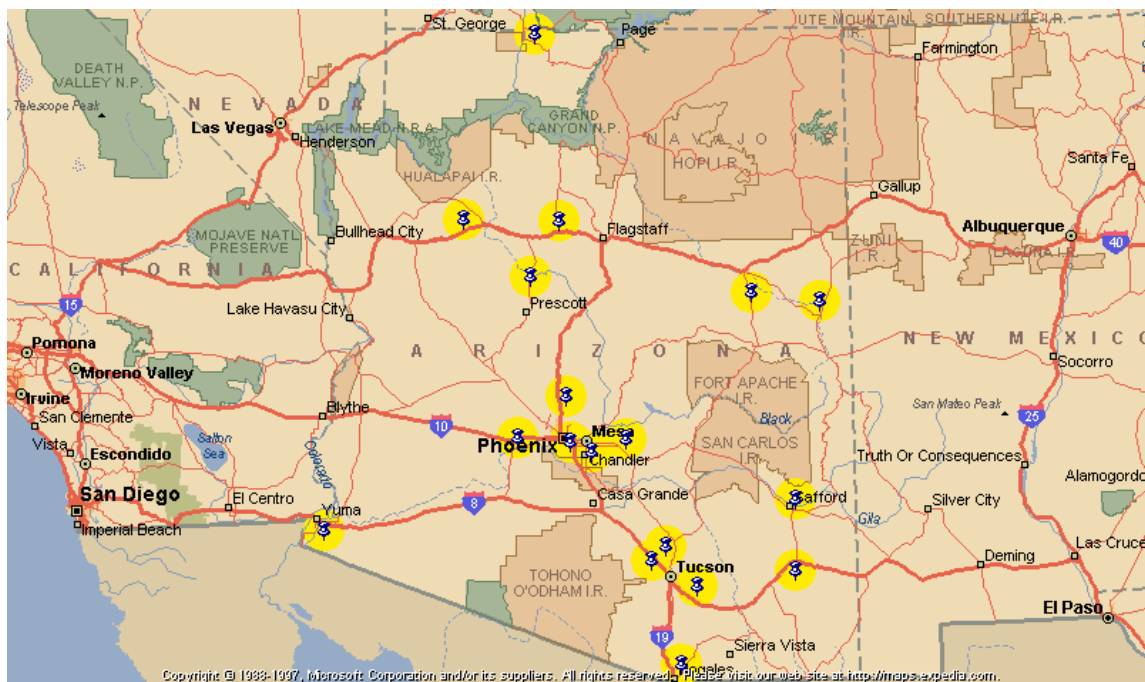 St. George
Page
UTE MOUNTAIN
I.R.
SOUTHERN UTE I.R.
Farmington
DEATH
VALLEY N.P.
Telescope Peak
N E V A D A
Las Vegas
Henderson
LAKE MEAD N.R.A.
GRAND
CANYON N.P.
N A V A J O I.
HOPI I.R.
HUALAPAI I.R.
Santa Fe
Gallup
MOJAVE NAT'L
PRESERVE
Bullhead City
Flagstaff
Albuquerque
ZUNI
I.R.
LAGUNA I.R.
40
C A L I F O R N I A
15
Lake Havasu City
Prescott
Pomona
Moreno Valley
A R I Z O N A
N E W M E X I C O
Socorro
Irvine
San Clemente
FORT APACHE
I.R.
Black
San Mateo Peak
25
Blythe
10
Vista
Escondido
Salton
Sea
Colorado
Phoenix
Mesa
Chandler
SAN CARLOS
I.R.
Truth Or Consequences
Alamogordo
San Diego
El Centro
Yuma
8
Casa Grande
Safford
Silver City
Gila
Imperial Beach
Las Cruce
Deming
TOHONO
O'ODHAM I.R.
Tucson
El Paso
19
Sierra Vista
Nogales
Copyright © 1988-1997, Microsoft Corporation and/or its suppliers. All rights reserved. Please visit our web site at http://maps.expedia.com.